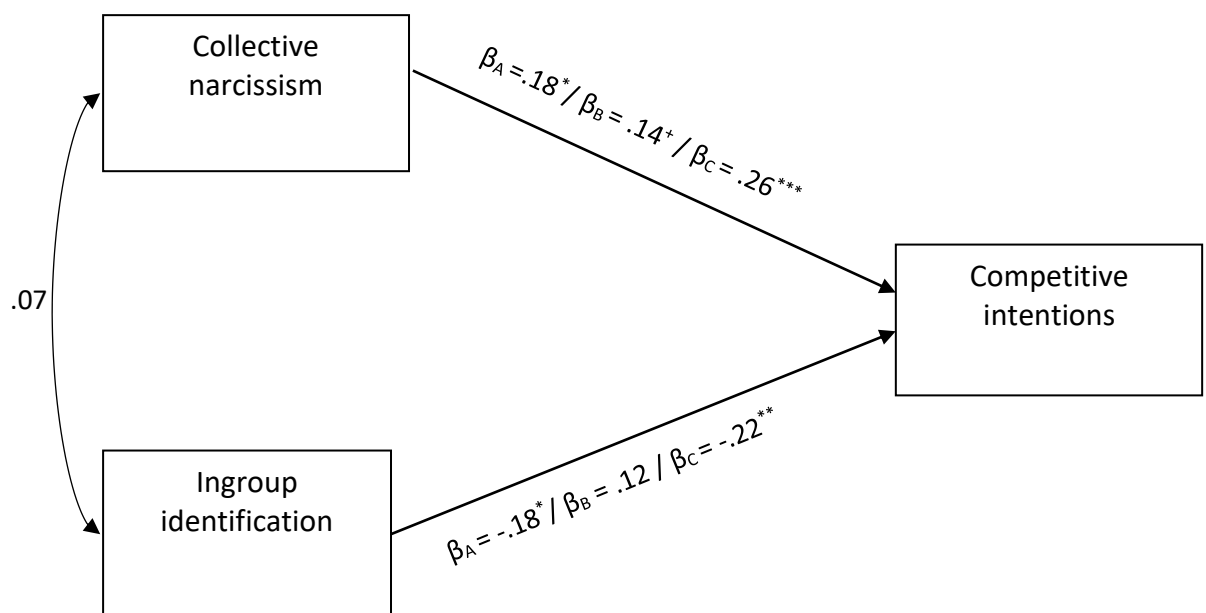 Collective
narcissism
βA =.18*/ βB = .14+ / βC = .26***
.07
Competitive
intentions
Ingroup
identification
βA = -.18*/ βB = .12 / βC = -.22**